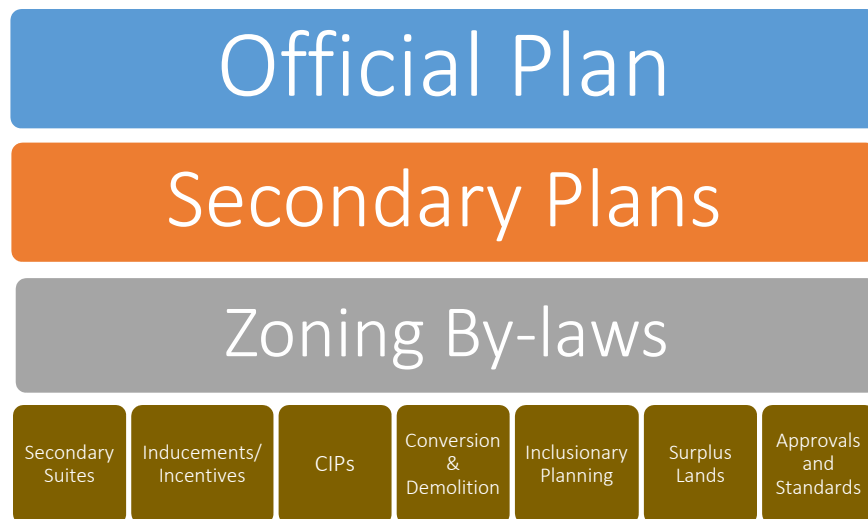 Official Plan
Secondary Plans
Zoning By-laws
Secondary
Suites
Inducements/
Incentives
CIPs
Conversion
&
Demolition
Inclusionary
Planning
Surplus
Lands
Approvals
and
Standards